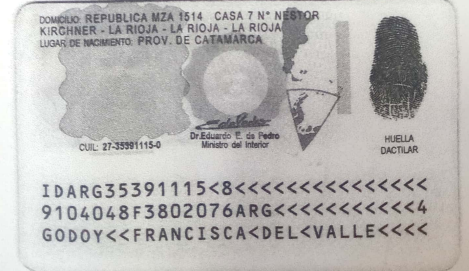 DOMICILIO: REPUBLICA MZA 1514 CASA 7 N° NESTOR
KIRCHNER - LA RIOJA - LA RIOJA - LA RIOJA
LUGAR DE NACIMIENTO: PROV. DE CATAMARCA
CUIL: 27-35391115-0
Dr. Eduardo E. de Pedro
Ministro del Interior
HUELLA
DACTILAR
IDARG35391115<8<<<<<<<<<<<<<<<
9104048F3802076ARG<<<<<<<<<<<4
GODOY<<FRANCISCA<DEL<VALLE<<<<